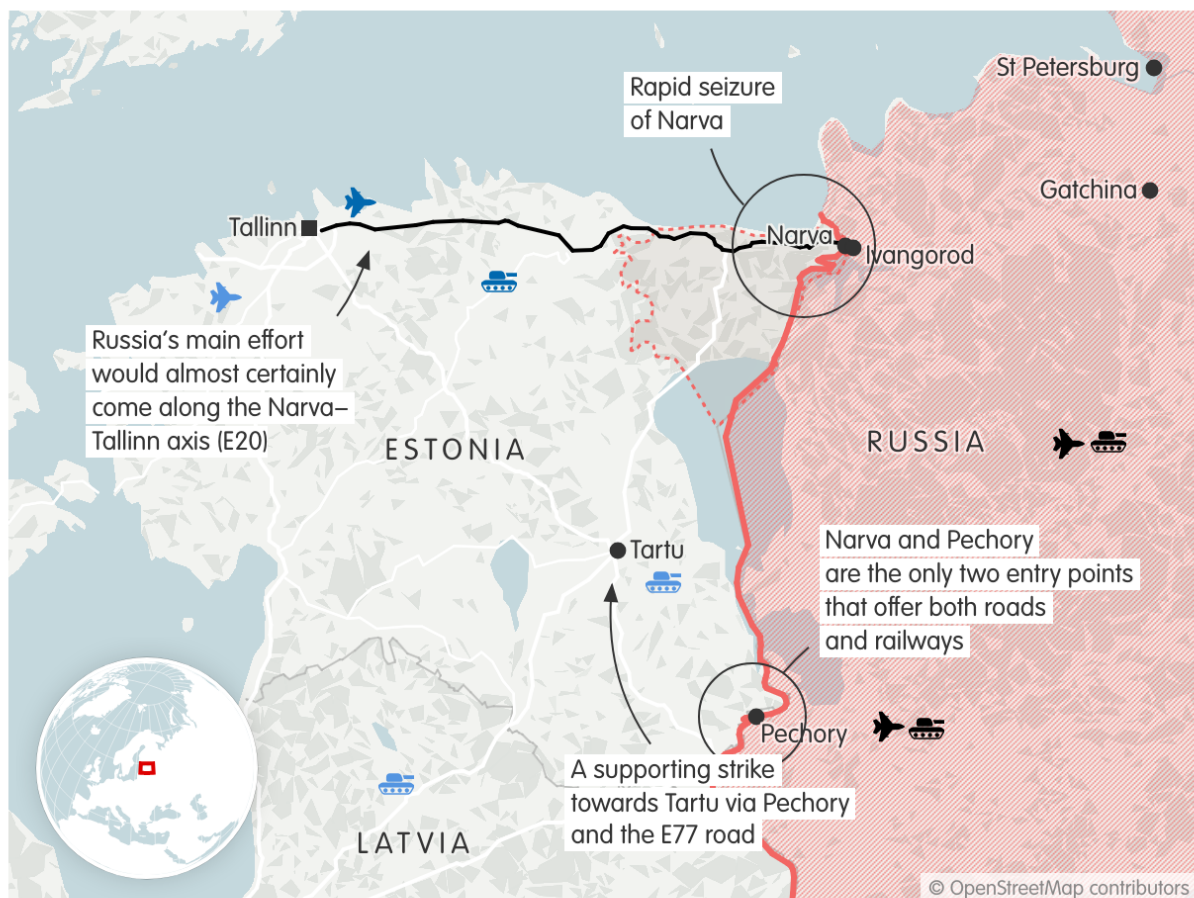 St Petersburg
Rapid seizure
of Narva
Gatchina
Tallinn
Narva
Ivangorod
Russia’s main effort
would almost certainly
come along the Narva–
Tallinn axis (E20)
ESTONIA
RUSSIA
Narva and Pechory
are the only two entry points
that offer both roads
and railways
Tartu
Pechory
A supporting strike
towards Tartu via Pechory
and the E77 road
LATVIA
© OpenStreetMap contributors